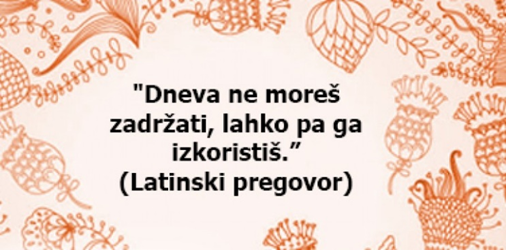 "Dneva ne moreš
zadržati, lahko pa ga
izkoristiš.”
(Latinski pregovor)